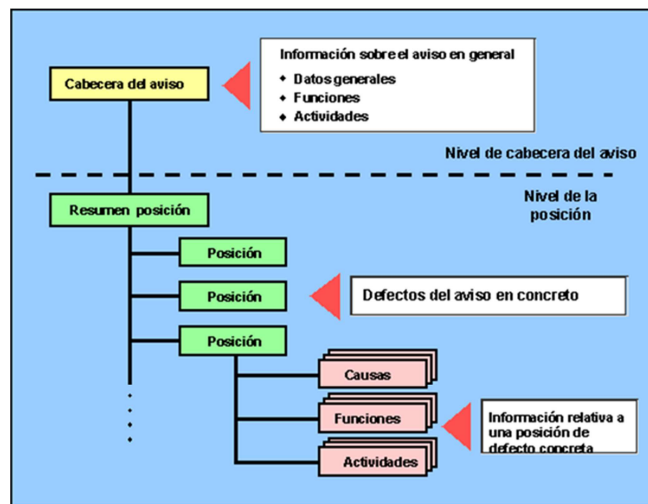 Información sobre el aviso en general
Cabecera del aviso
Datos generales
Funciones
Actividades
Nivel de cabecera del aviso
Nivel de la
posición
Resumen posición
Posición
Posición
Defectos del aviso en concreto
Posición
Causas
Funciones
Información relativa a
una posición de
defecto concreta
Actividades